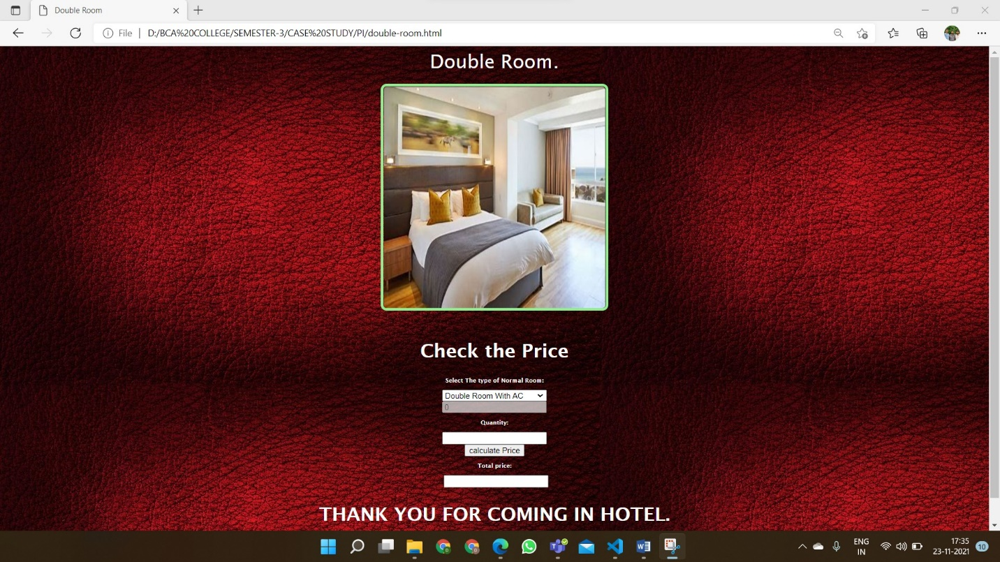 Double Room
File
D:/BCA%20COLLEGE/SEMESTER-3/CASE%20STUDY/PI/double-room.html
Double Room.
Check the Price
Select The type of Normal Room:
Double Room With AC
0
Quantity:
calculate Price
Total price:
THANK YOU FOR COMING IN HOTEL.
ENG
IN
17:35
23-11-2021
10